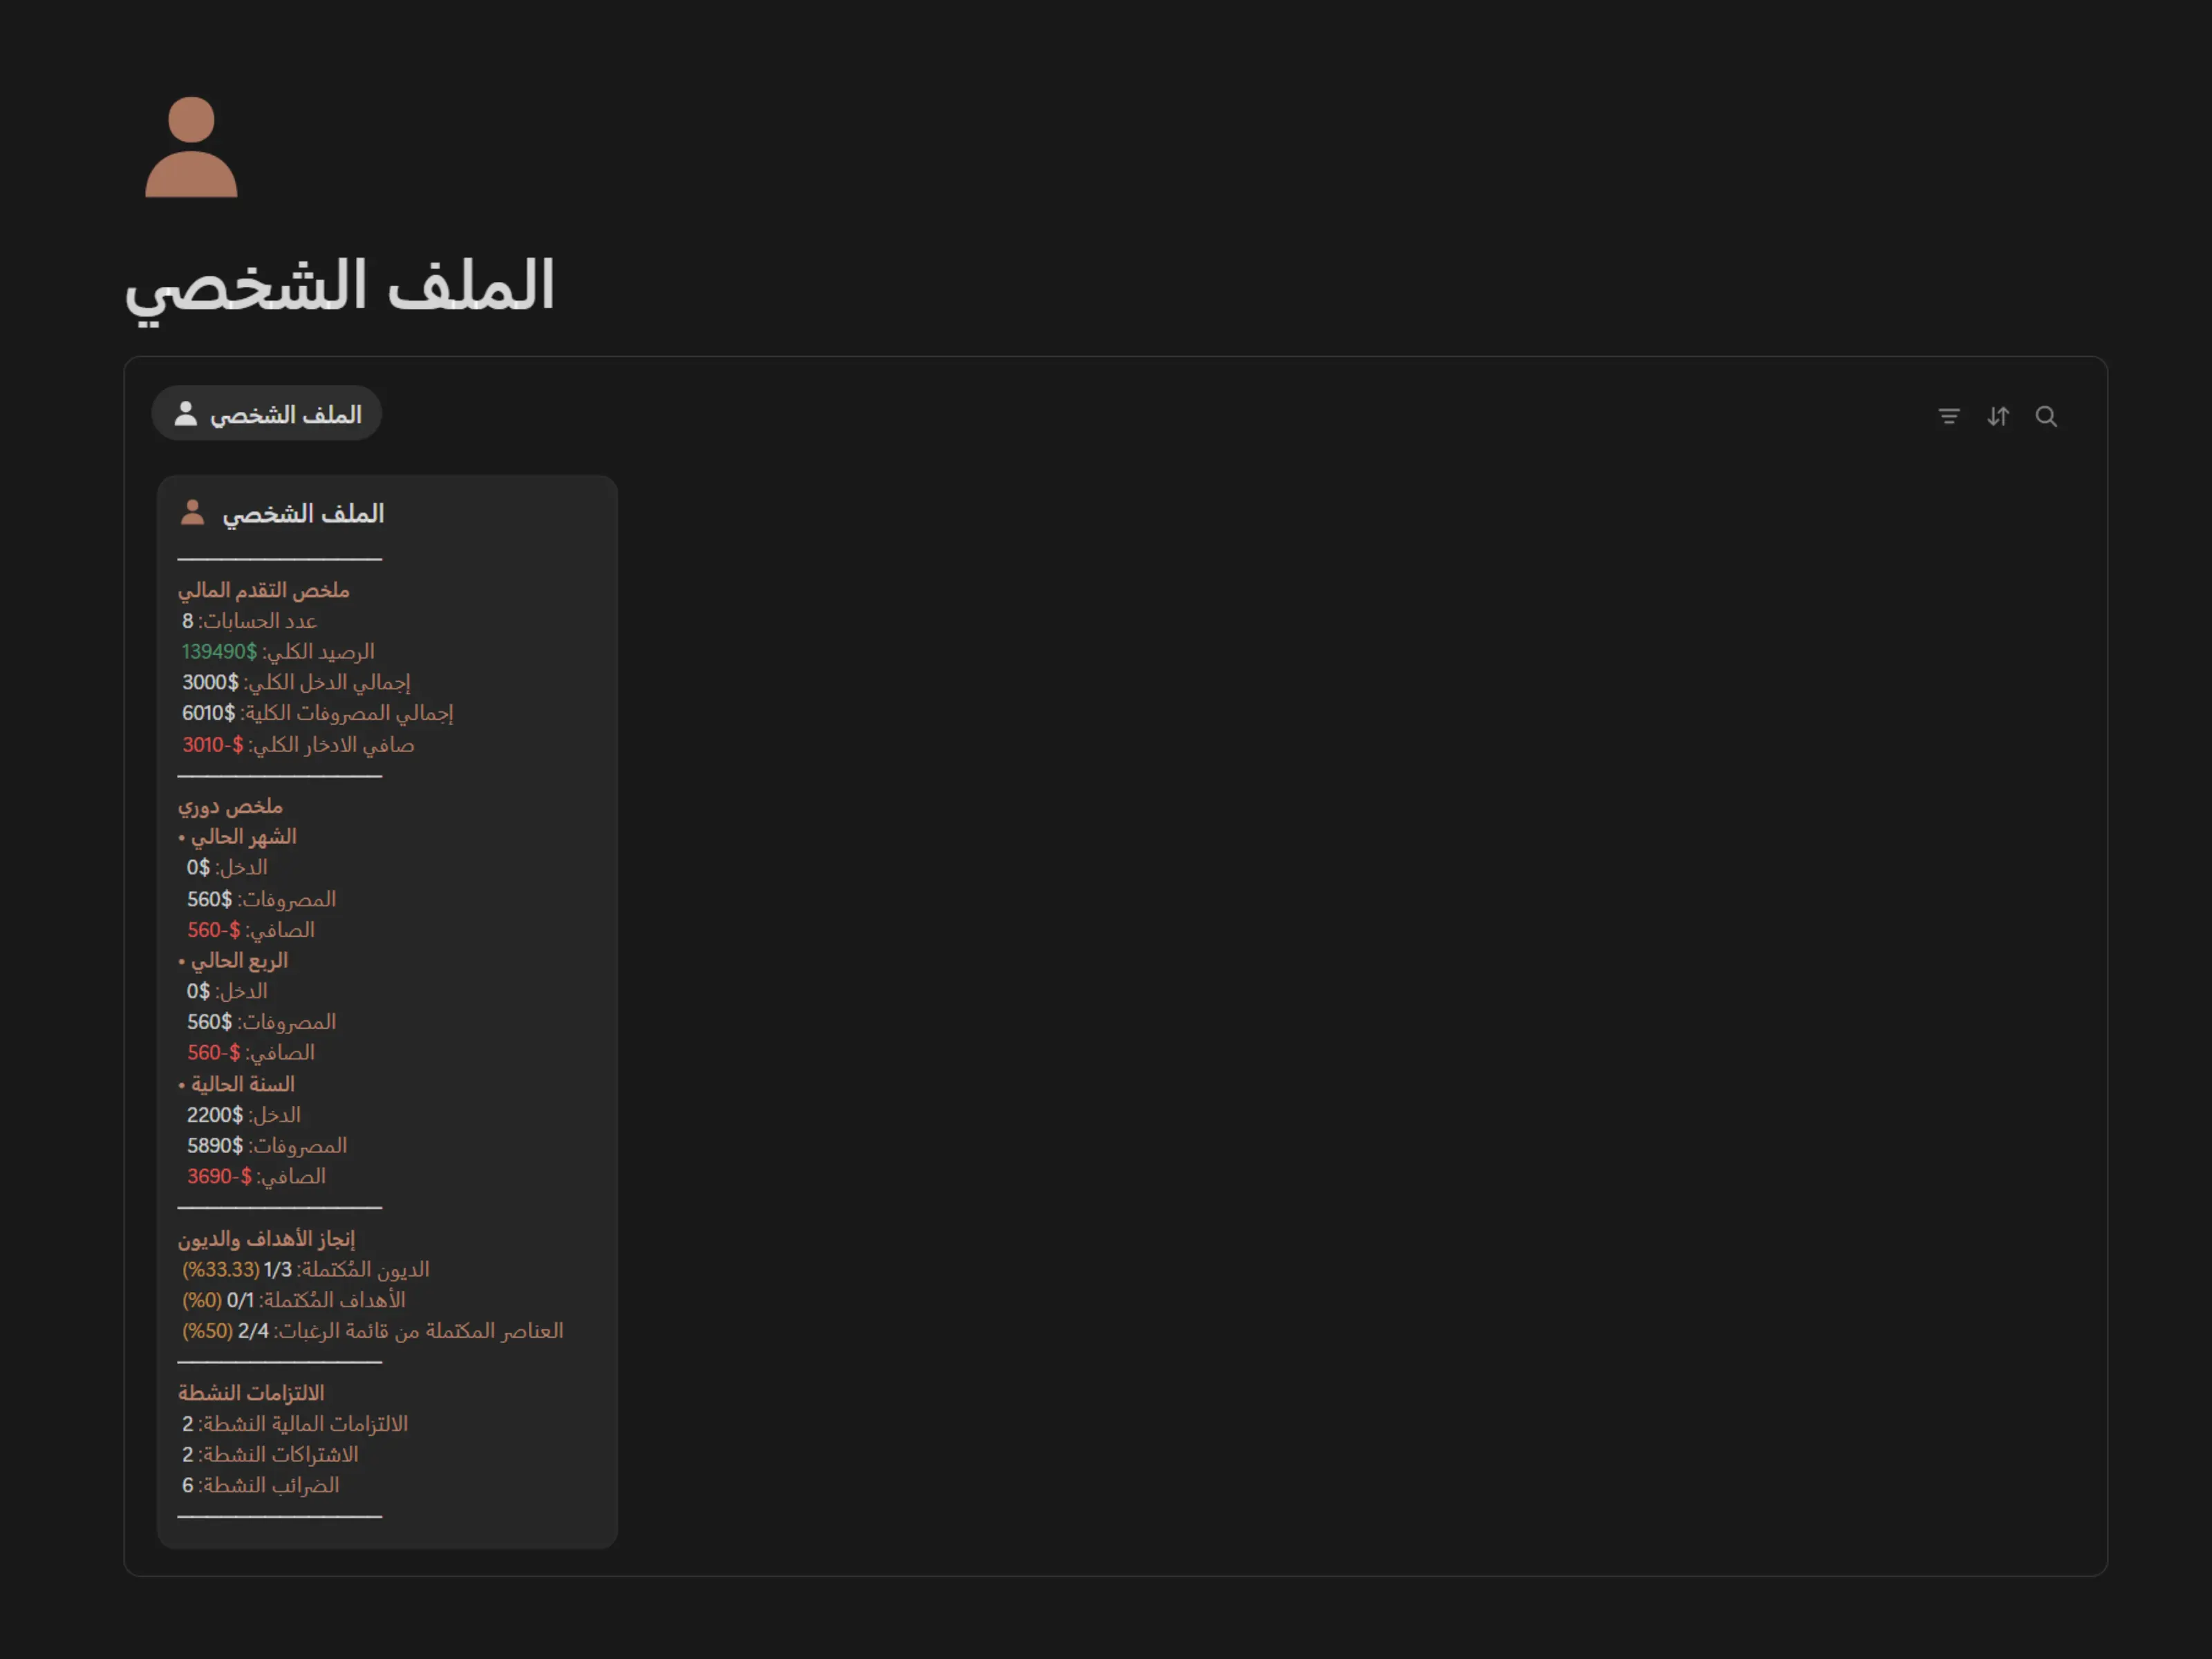 الملف الشخصي
الملف الشخصي
الملف الشخصي
ملخص التقدم المالي
عدد الحسابات: 8
الرصيد الكلي: $139490
إجمالي الدخل الكلي: $3000
إجمالي المصروفات الكلية: $6010
صافي الادخار الكلي: $-3010
ملخص دوري
• الشهر الحالي
الدخل: $0
المصروفات: $560
الصافي: $-560
• الربع الحالي
الدخل: $0
المصروفات: $560
الصافي: $-560
• السنة الحالية
الدخل: $2200
المصروفات: $5890
الصافي: $-3690
إنجاز الأهداف والديون
الديون المُكتملة: 1/3 (33.33%)
الأهداف المُكتملة: 0/1 (0%)
العناصر المكتملة من قائمة الرغبات: 2/4 (50%)
الالتزامات النشطة
الالتزامات المالية النشطة: 2
الاشتراكات النشطة: 2
الضرائب النشطة: 6